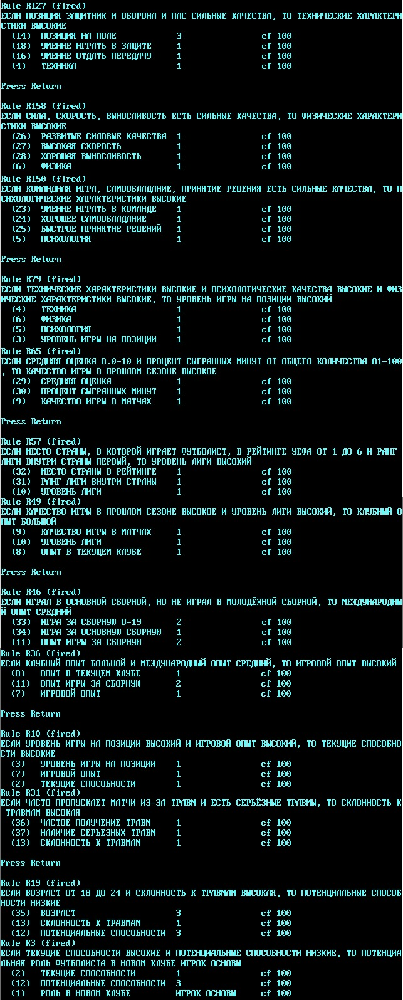 Rule R127 (fired)
ЕСЛИ ПОЗИЦИЯ ЗАЩИТНИК И ОБОРОНА И ПАС СИЛЬНЫЕ КАЧЕСТВА, ТО ТЕХНИЧЕСКИЕ ХАРАКТЕРИ
СТИКИ ВЫСОКИЕ
(14) ПОЗИЦИЯ НА ПОЛЕ 3 cf 100
(18) УМЕНИЕ ИГРАТЬ В ЗАЩИТЕ 1 cf 100
(16) УМЕНИЕ ОТДАТЬ ПЕРЕДАЧУ 1 cf 100
(4) ТЕХНИКА 1 cf 100
Press Return
Rule R158 (fired)
ЕСЛИ СИЛА, СКОРОСТЬ, ВЫНОСЛИВОСТЬ ЕСТЬ СИЛЬНЫЕ КАЧЕСТВА, ТО ФИЗИЧЕСКИЕ ХАРАКТЕРИ
СТИКИ ВЫСОКИЕ
(26) РАЗВИТЫЕ СИЛОВЫЕ КАЧЕСТВА 1 cf 100
(27) ВЫСОКАЯ СКОРОСТЬ 1 cf 100
(28) ХОРОШАЯ ВЫНОСЛИВОСТЬ 1 cf 100
(6) ФИЗИКА 1 cf 100
Rule R150 (fired)
ЕСЛИ КОМАНДНАЯ ИГРА, САМООБЛАДАНИЕ, ПРИНЯТИЕ РЕШЕНИЯ ЕСТЬ СИЛЬНЫЕ КАЧЕСТВА, ТО П
СИХОЛОГИЧЕСКИЕ ХАРАКТЕРИСТИКИ ВЫСОКИЕ
(23) УМЕНИЕ ИГРАТЬ В КОМАНДЕ 1 cf 100
(24) ХОРОШЕЕ САМООБЛАДАНИЕ 1 cf 100
(25) БЫСТРОЕ ПРИНЯТИЕ РЕШЕНИЙ 1 cf 100
(5) ПСИХОЛОГИЯ 1 cf 100
Press Return
Rule R79 (fired)
ЕСЛИ ТЕХНИЧЕСКИЕ ХАРАКТЕРИСТИКИ ВЫСОКИЕ И ПСИХОЛОГИЧЕСКИЕ КАЧЕСТВА ВЫСОКИЕ И ФИЗ
ИЧЕСКИЕ ХАРАКТЕРИСТИКИ ВЫСОКИЕ, ТО УРОВЕНЬ ИГРЫ НА ПОЗИЦИИ ВЫСОКИЙ
(4) ТЕХНИКА 1 cf 100
(6) ФИЗИКА 1 cf 100
(5) ПСИХОЛОГИЯ 1 cf 100
(3) УРОВЕНЬ ИГРЫ НА ПОЗИЦИИ 1 cf 100
Rule R65 (fired)
ЕСЛИ СРЕДНЯЯ ОЦЕНКА 8.0-10 И ПРОЦЕНТ СЫГРАННЫХ МИНУТ ОТ ОБЩЕГО КОЛИЧЕСТВА 81-100
, ТО КАЧЕСТВО ИГРЫ В ПРОШЛОМ СЕЗОНЕ ВЫСОКОЕ
(29) СРЕДНЯЯ ОЦЕНКА 1 cf 100
(30) ПРОЦЕНТ СЫГРАННЫХ МИНУТ 1 cf 100
(9) КАЧЕСТВО ИГРЫ В МАТЧАХ 1 cf 100
Press Return
Rule R57 (fired)
ЕСЛИ МЕСТО СТРАНЫ, В КОТОРОЙ ИГРАЕТ ФУТБОЛИСТ, В РЕЙТИНГЕ УЕФА ОТ 1 ДО 6 И РАНГ
ЛИГИ ВНУТРИ СТРАНЫ ПЕРВЫЙ, ТО УРОВЕНЬ ЛИГИ ВЫСОКИЙ
(32) МЕСТО СТРАНЫ В РЕЙТИНГЕ 1 cf 100
(31) РАНГ ЛИГИ ВНУТРИ СТРАНЫ 1 cf 100
(10) УРОВЕНЬ ЛИГИ 1 cf 100
Rule R49 (fired)
ЕСЛИ КАЧЕСТВО ИГРЫ В ПРОШЛОМ СЕЗОНЕ ВЫСОКОЕ И УРОВЕНЬ ЛИГИ ВЫСОКИЙ, ТО КЛУБНЫЙ О
ПЫТ БОЛЬШОЙ
(9) КАЧЕСТВО ИГРЫ В МАТЧАХ 1 cf 100
(10) УРОВЕНЬ ЛИГИ 1 cf 100
(8) ОПЫТ В ТЕКУЩЕМ КЛУБЕ 1 cf 100
Press Return
Rule R46 (fired)
ЕСЛИ ИГРАЛ В ОСНОВНОЙ СБОРНОЙ, НО НЕ ИГРАЛ В МОЛОДЁЖНОЙ СБОРНОЙ, ТО МЕЖДУНАРОДНЫ
Й ОПЫТ СРЕДНИЙ
(33) ИГРА ЗА СБОРНУЮ U-19 2 cf 100
(34) ИГРА ЗА ОСНОВНУЮ СБОРНУЮ 1 cf 100
(11) ОПЫТ ИГРЫ ЗА СБОРНУЮ 2 cf 100
Rule R36 (fired)
ЕСЛИ КЛУБНЫЙ ОПЫТ БОЛЬШОЙ И МЕЖДУНАРОДНЫЙ ОПЫТ СРЕДНИЙ, ТО ИГРОВОЙ ОПЫТ ВЫСОКИЙ
(8) ОПЫТ В ТЕКУЩЕМ КЛУБЕ 1 cf 100
(11) ОПЫТ ИГРЫ ЗА СБОРНУЮ 2 cf 100
(7) ИГРОВОЙ ОПЫТ 1 cf 100
Press Return
Rule R10 (fired)
ЕСЛИ УРОВЕНЬ ИГРЫ НА ПОЗИЦИИ ВЫСОКИЙ И ИГРОВОЙ ОПЫТ ВЫСОКИЙ, ТО ТЕКУЩИЕ СПОСОБНО
СТИ ВЫСОКИЕ
(3) УРОВЕНЬ ИГРЫ НА ПОЗИЦИИ 1 cf 100
(7) ИГРОВОЙ ОПЫТ 1 cf 100
(2) ТЕКУЩИЕ СПОСОБНОСТИ 1 cf 100
Rule R31 (fired)
ЕСЛИ ЧАСТО ПРОПУСКАЕТ МАТЧИ ИЗ-ЗА ТРАВМ И ЕСТЬ СЕРЬЁЗНЫЕ ТРАВМЫ, ТО СКЛОННОСТЬ К
ТРАВМАМ ВЫСОКАЯ
(36) ЧАСТОЕ ПОЛУЧЕНИЕ ТРАВМ 1 cf 100
(37) НАЛИЧИЕ СЕРЬЕЗНЫХ ТРАВМ 1 cf 100
(13) СКЛОННОСТЬ К ТРАВМАМ 1 cf 100
Press Return
Rule R19 (fired)
ЕСЛИ ВОЗРАСТ ОТ 18 ДО 24 И СКЛОННОСТЬ К ТРАВМАМ ВЫСОКАЯ, ТО ПОТЕНЦИАЛЬНЫЕ СПОСОБ
НОСТИ НИЗКИЕ
(35) ВОЗРАСТ 3 cf 100
(13) СКЛОННОСТЬ К ТРАВМАМ 1 cf 100
(12) ПОТЕНЦИАЛЬНЫЕ СПОСОБНОСТИ 3 cf 100
Rule R3 (fired)
ЕСЛИ ТЕКУЩИЕ СПОСОБНОСТИ ВЫСОКИЕ И ПОТЕНЦИАЛЬНЫЕ СПОСОБНОСТИ НИЗКИЕ, ТО ПОТЕНЦИА
ЛЬНАЯ РОЛЬ ФУТБОЛИСТА В НОВОМ КЛУБЕ ИГРОК ОСНОВЫ
(2) ТЕКУЩИЕ СПОСОБНОСТИ 1 cf 100
(12) ПОТЕНЦИАЛЬНЫЕ СПОСОБНОСТИ 3 cf 100
(1) РОЛЬ В НОВОМ КЛУБЕ ИГРОК ОСНОВЫ cf 100